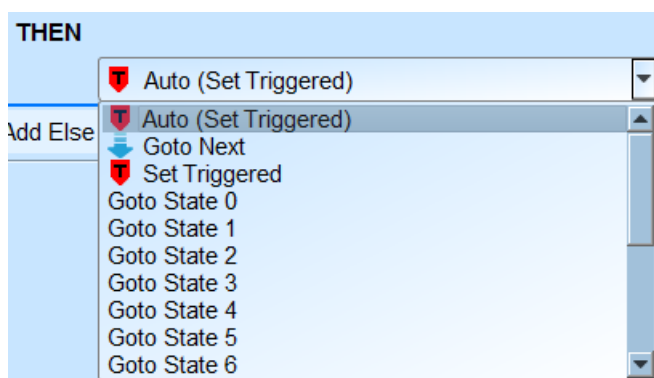 THEN
Auto (Set Triggered)
Auto (Set Triggered)
Add Else
Goto Next
Set Triggered
Goto State 0
Goto State 1
Goto State 2
Goto State 3
Goto State 4
Goto State 5
Goto State 6